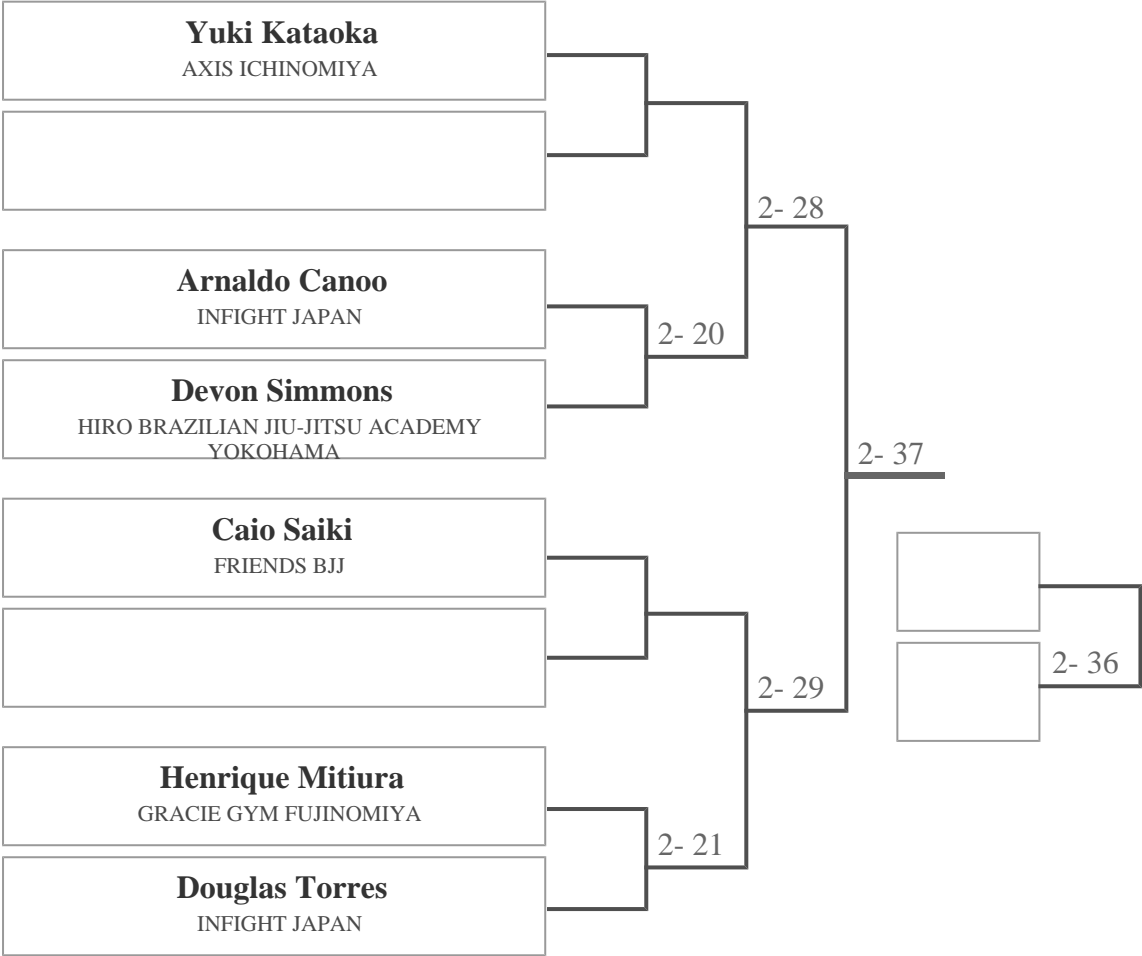 Yuki Kataoka
AXIS ICHINOMIYA
2- 28
Arnaldo Canoo
INFIGHT JAPAN
2- 20
Devon Simmons
HIRO BRAZILIAN JIU-JITSU ACADEMY
YOKOHAMA
2- 37
Caio Saiki
FRIENDS BJJ
2- 36
2- 29
Henrique Mitiura
GRACIE GYM FUJINOMIYA
2- 21
Douglas Torres
INFIGHT JAPAN